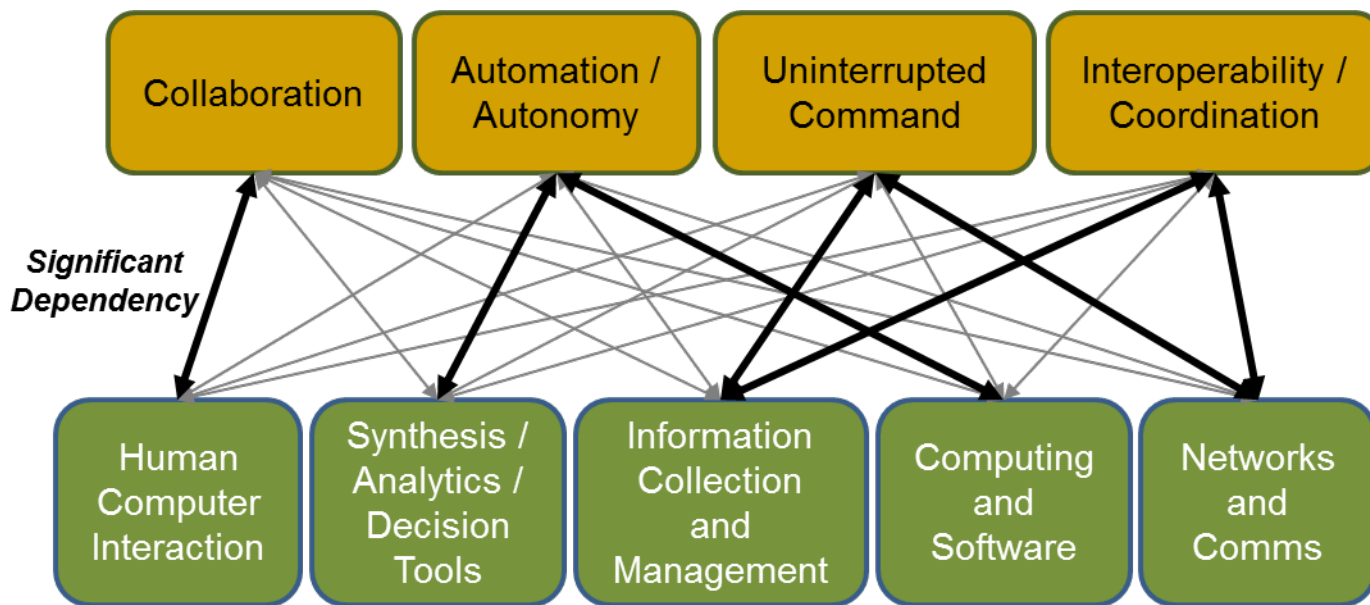 Collaboration
Automation /
Autonomy
Uninterrupted
Command
Interoperability /
Coordination
Significant
Dependency
Human
Computer
Interaction
Synthesis /
Analytics /
Decision
Tools
Information
Collection
and
Management
Computing
and
Software
Networks
and
Comms